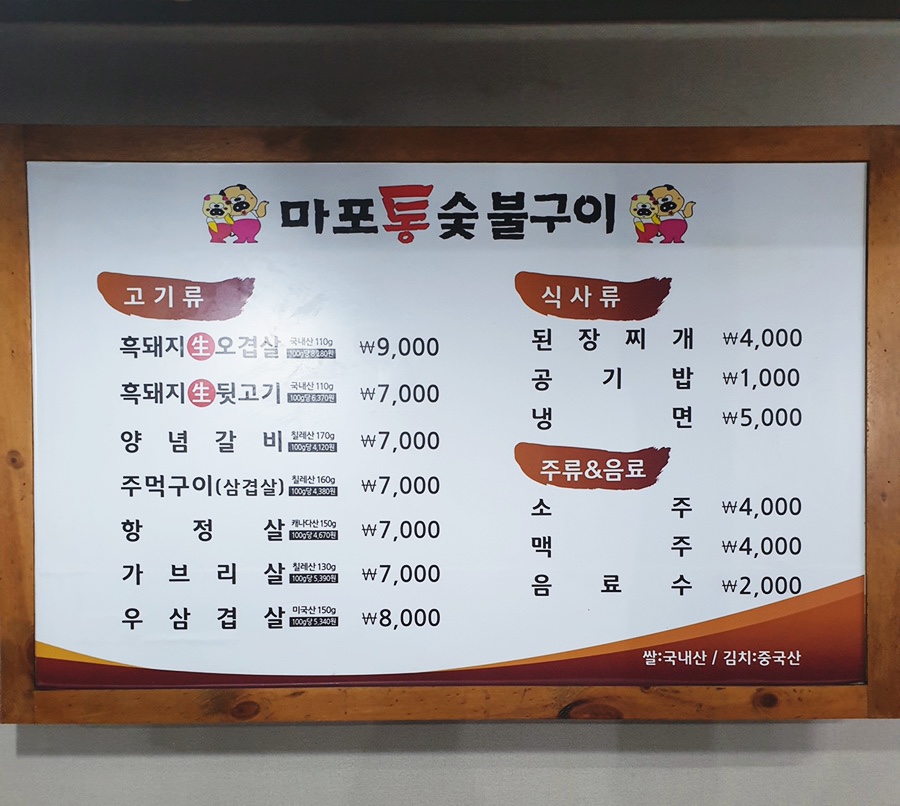 마포통숯불구이
고기류
흑돼지生오겹살 국내산 110g 100g당 8,280원 ₩9,000
흑돼지生뒷고기 국내산 110g 100g당 6,370원 ₩7,000
양념갈비 칠레산 170g 100g당 4,120원 ₩7,000
주먹구이(삼겹살) 칠레산 160g 100g당 4,380원 ₩7,000
항정살 캐나다산 150g 100g당 4,670원 ₩7,000
가브리살 칠레산 130g 100g당 5,390원 ₩7,000
우삼겹살 미국산 150g 100g당 5,340원 ₩8,000
식사류
된장찌개 ₩4,000
공기밥 ₩1,000
냉면 ₩5,000
주류&음료
소주 ₩4,000
맥주 ₩4,000
음료수 ₩2,000
쌀:국내산 / 김치:중국산